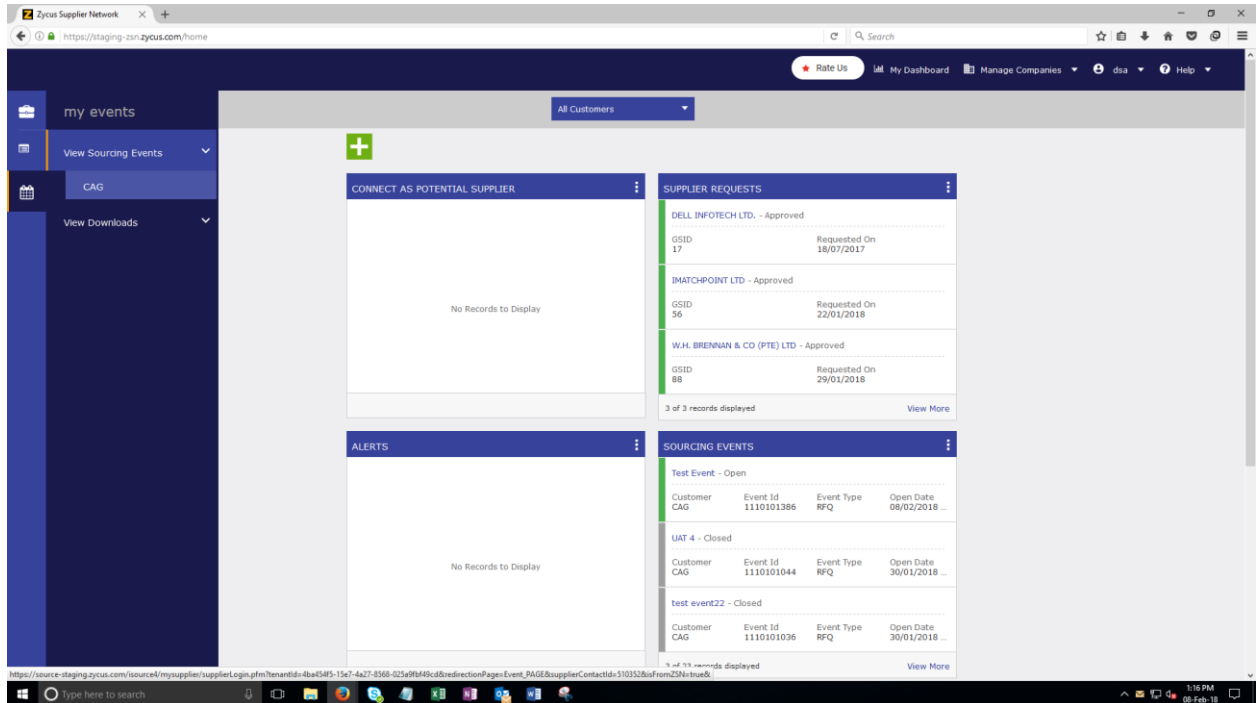 Zycus Supplier Network
https://staging-zsn.zycus.com/home
Search
Rate Us
My Dashboard
Manage Companies
dsa
Help
my events
All Customers
View Sourcing Events
CAG
View Downloads
CONNECT AS POTENTIAL SUPPLIER
No Records to Display
SUPPLIER REQUESTS
DELL INFOTECH LTD. - Approved
GSID Requested On
17 18/07/2017
IMATCHPOINT LTD - Approved
GSID Requested On
56 22/01/2018
W.H. BRENNAN & CO (PTE) LTD - Approved
GSID Requested On
88 29/01/2018
3 of 3 records displayed View More
ALERTS
No Records to Display
SOURCING EVENTS
Test Event - Open
Customer Event Id Event Type Open Date
CAG 1110101386 RFQ 08/02/2018 ...
UAT 4 - Closed
Customer Event Id Event Type Open Date
CAG 1110101044 RFQ 30/01/2018 ...
test event22 - Closed
Customer Event Id Event Type Open Date
CAG 1110101036 RFQ 30/01/2018 ...
3 of 23 records displayed View More
https://source-staging.zycus.com/isource4/mysupplier/supplierLogin.pfm?tenantId=4ba454f5-15e7-4a27-8568-025a9fbf49cd&redirectionPage=Event_PAGE&supplierContactId=510352&isFromZSN=true&
Type here to search
1:16 PM
08-Feb-18